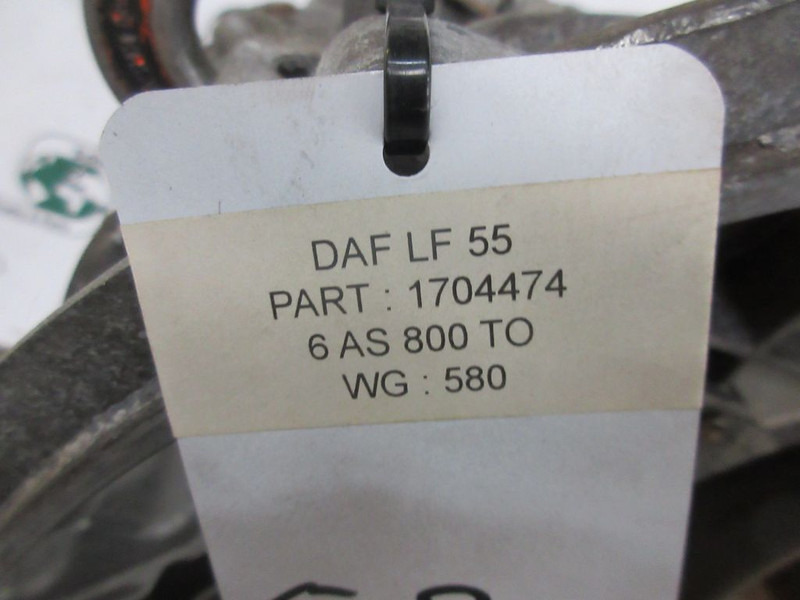 DAF LF 55
PART : 1704474
6 AS 800 TO
WG : 580